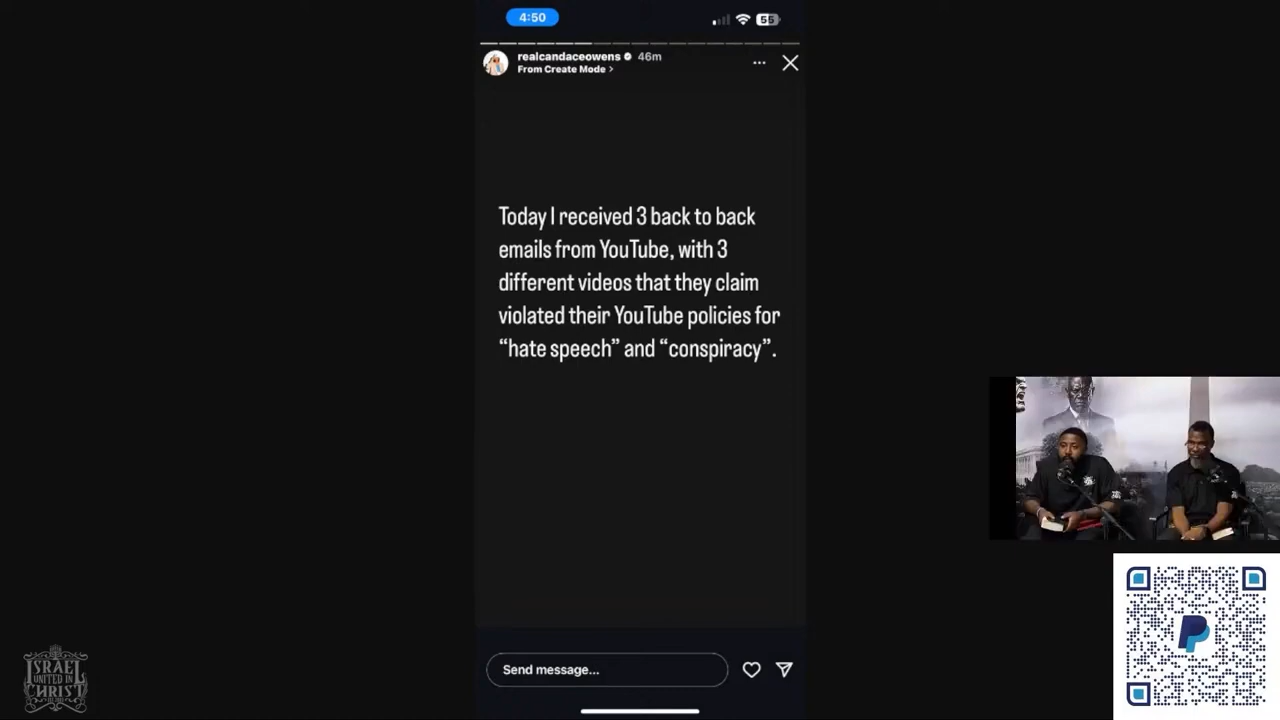 4:50
55
realcandaceowens 46m
From Create Mode >
Today I received 3 back to back
emails from YouTube, with 3
different videos that they claim
violated their YouTube policies for
“hate speech” and “conspiracy”.
Send message...
ISRAEL
UNITED IN
CHRIST